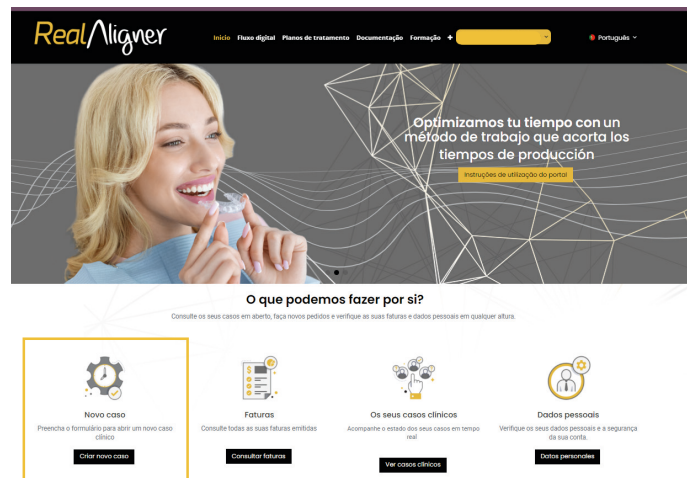 RealAligner
Inicio Fluxo digital Planos de tratamento Documentação Formação +
Português
Optimizamos tu tiempo con un
método de trabajo que acorta los
tiempos de producción
Instruções de utilização do portal
O que podemos fazer por si?
Consulte os seus casos em aberto, faça novos pedidos e verifique as suas faturas e dados pessoais em qualquer altura.
Novo caso
Preencha o formulário para abrir um novo caso
clínico
Criar novo caso
Faturas
Consulte todas as suas faturas emitidas
Consultar faturas
Os seus casos clínicos
Acompanhe o estado dos seus casos em tempo
real
Ver casos clínicos
Dados pessoais
Verifique os seus dados pessoais e a segurança
da sua conta.
Datos personales